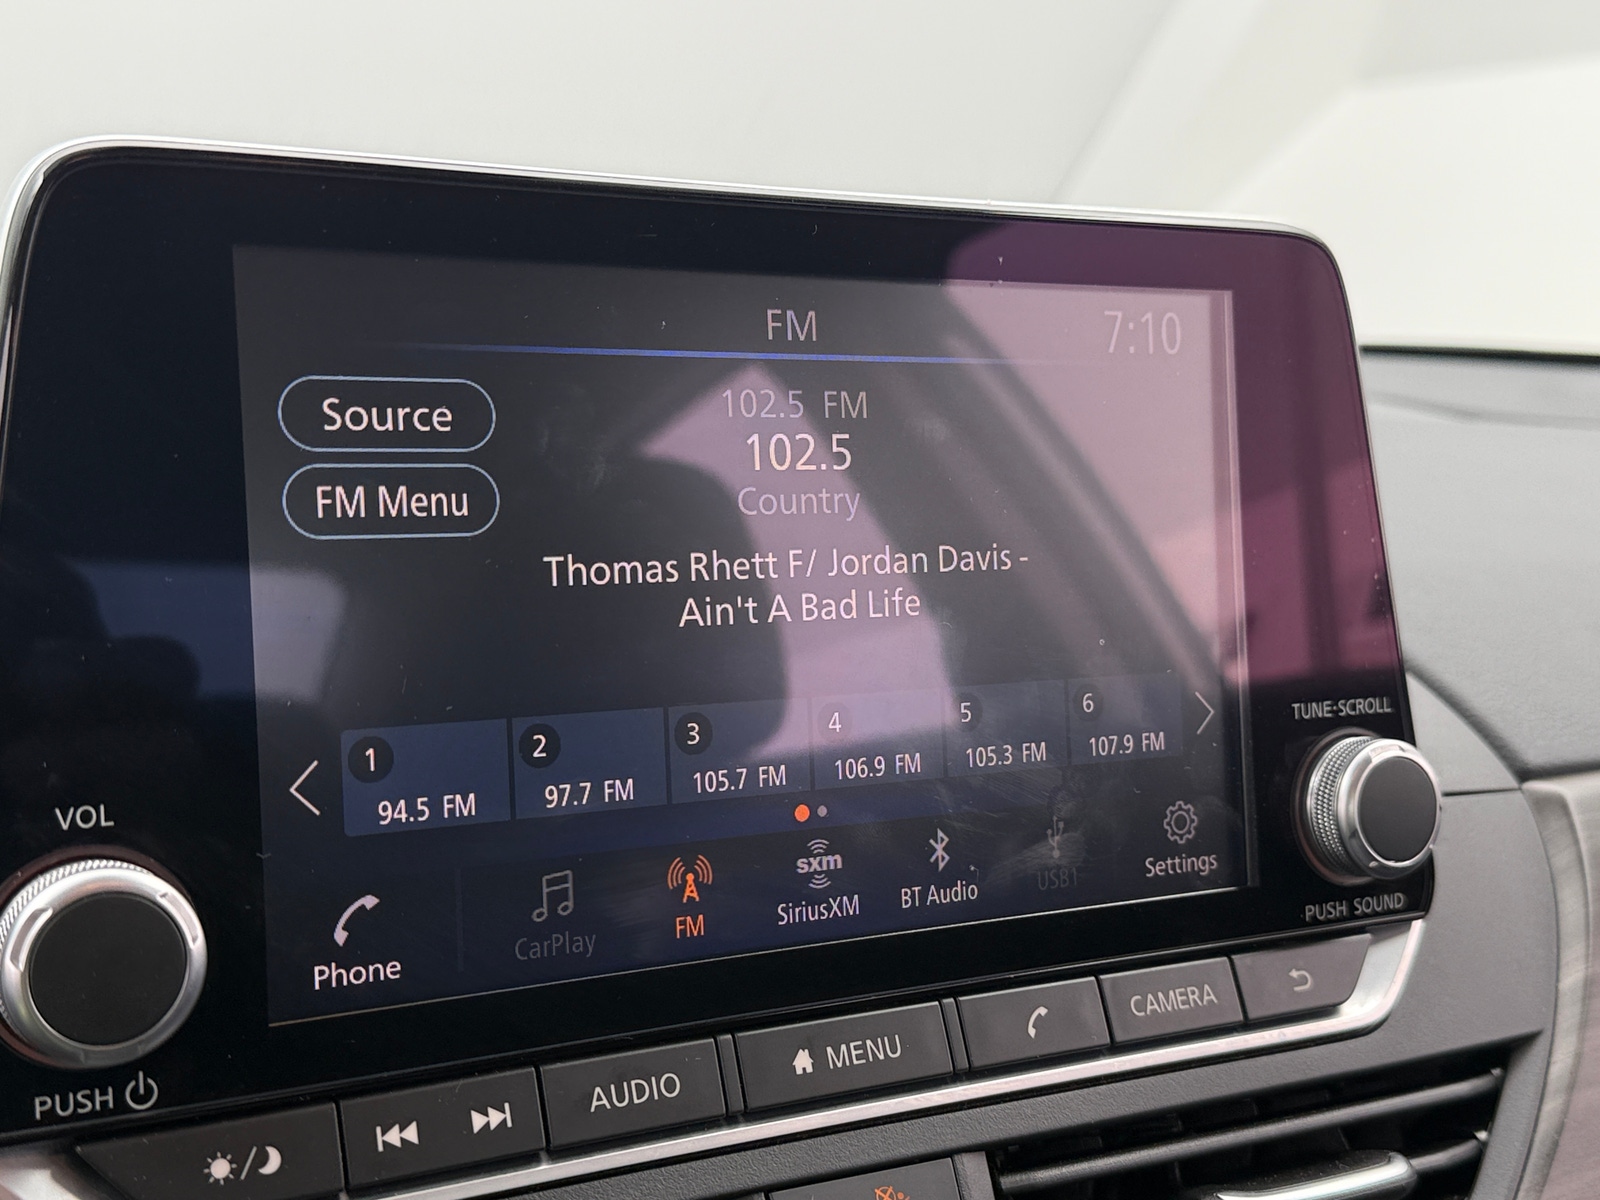 FM
7:10
Source
102.5 FM
102.5
FM Menu
Country
Thomas Rhett F/ Jordan Davis -
Ain't A Bad Life
1
94.5 FM
2
97.7 FM
3
105.7 FM
4
106.9 FM
5
105.3 FM
6
107.9 FM
Phone
CarPlay
FM
sxm
SiriusXM
BT Audio
USB1
Settings
VOL
PUSH
TUNE·SCROLL
PUSH SOUND
AUDIO
MENU
CAMERA